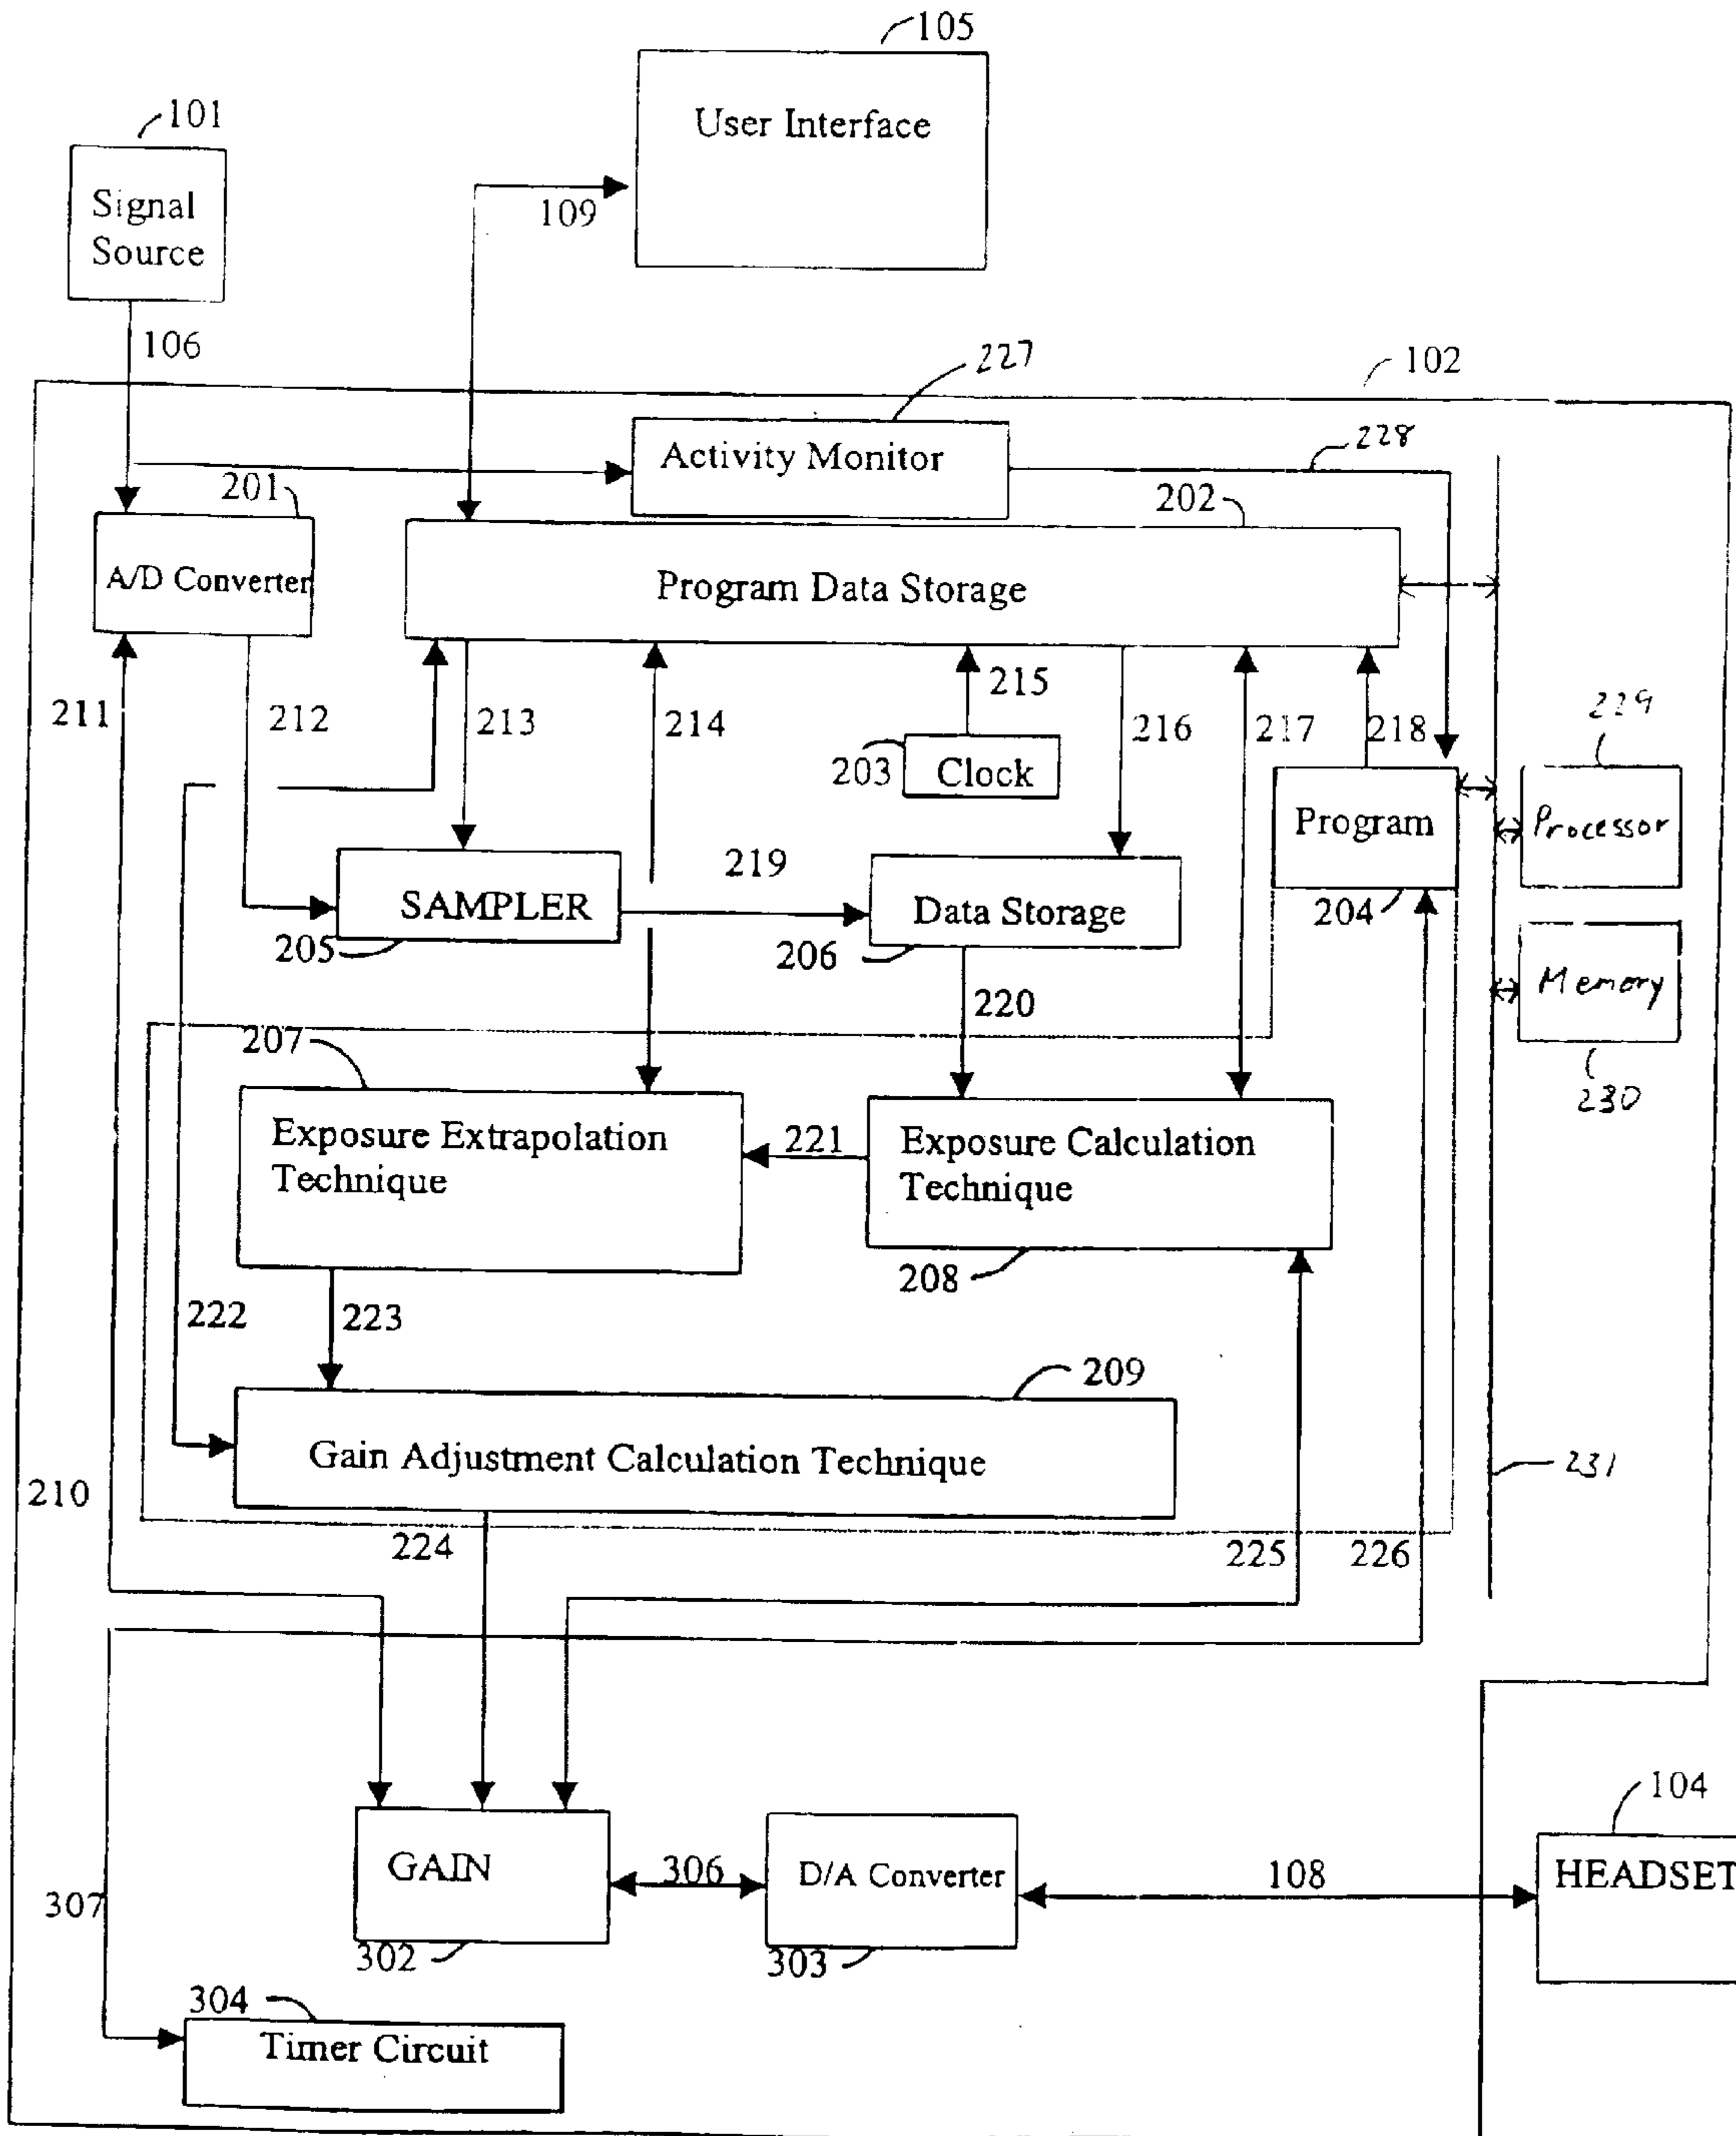 105
User Interface
101
Signal
Source
109
106
227
102
Activity Monitor
228
201
202
A/D Converter
Program Data Storage
211
212
213
214
215
216
217
218
229
203
Clock
Program
Processor
SAMPLER
219
Data Storage
204
205
206
Memory
220
207
230
Exposure Extrapolation
Technique
221
Exposure Calculation
Technique
208
222
223
209
Gain Adjustment Calculation Technique
231
210
224
225
226
104
GAIN
306
D/A Converter
108
HEADSET
307
302
303
304
Timer Circuit